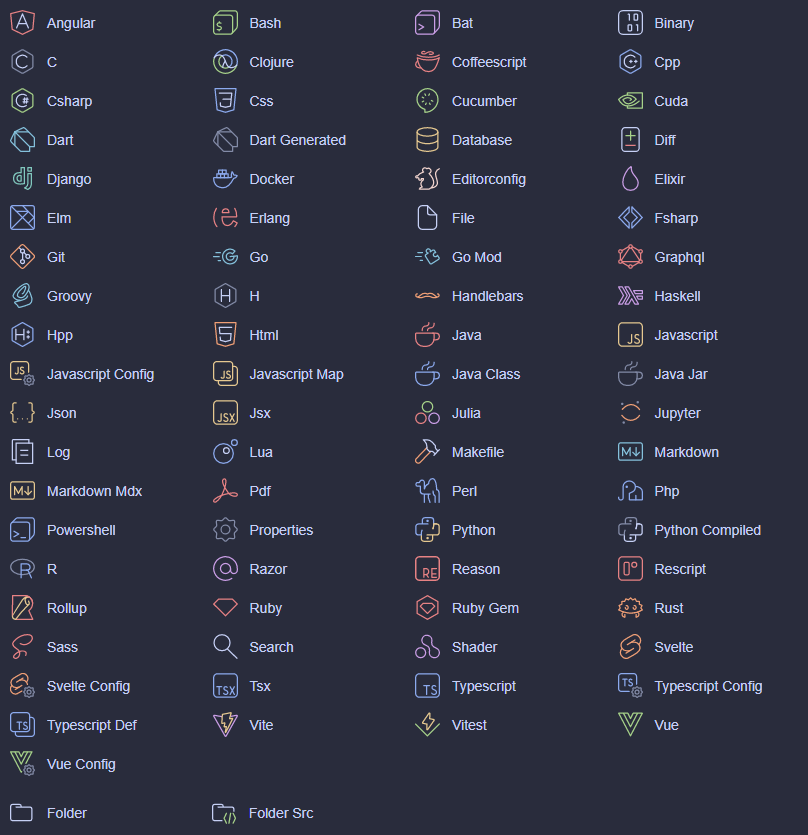 Angular Bash Bat Binary
C Clojure Coffeescript Cpp
Csharp Css Cucumber Cuda
Dart Dart Generated Database Diff
Django Docker Editorconfig Elixir
Elm Erlang File Fsharp
Git Go Go Mod Graphql
Groovy H Handlebars Haskell
Hpp Html Java Javascript
Javascript Config Javascript Map Java Class Java Jar
Json Jsx Julia Jupyter
Log Lua Makefile Markdown
Markdown Mdx Pdf Perl Php
Powershell Properties Python Python Compiled
R Razor Reason Rescript
Rollup Ruby Ruby Gem Rust
Sass Search Shader Svelte
Svelte Config Tsx Typescript Typescript Config
Typescript Def Vite Vitest Vue
Vue Config
Folder Folder Src